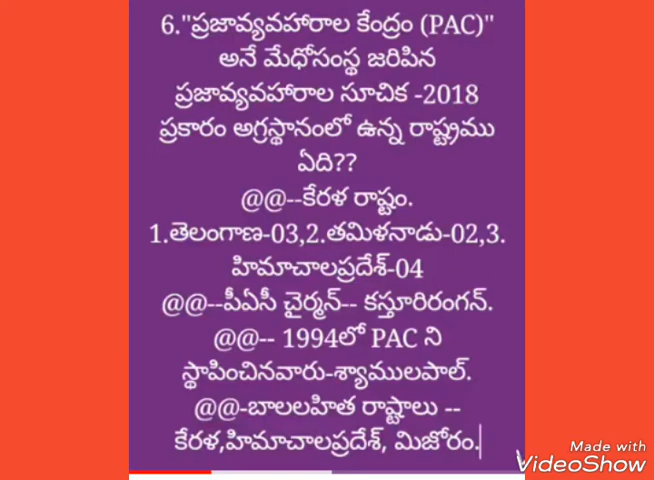 6."ప్రజావ్యవహారాల కేంద్రం (PAC)"
అనే మేధోసంస్థ జరిపిన
ప్రజావ్యవహారాల సూచిక -2018
ప్రకారం అగ్రస్థానంలో ఉన్న రాష్ట్రము
ఏది??
@@--కేరళ రాష్టం.
1.తెలంగాణ-03,2.తమిళనాడు-02,3.
హిమాచాలప్రదేశ్-04
@@--పీఏసీ చైర్మన్-- కస్తూరిరంగన్.
@@-- 1994లో PAC ని
స్థాపించినవారు-శ్యాములపాల్.
@@-బాలలహిత రాష్టాలు --
కేరళ,హిమాచాలప్రదేశ్, మిజోరం.
Made with
VideoShow